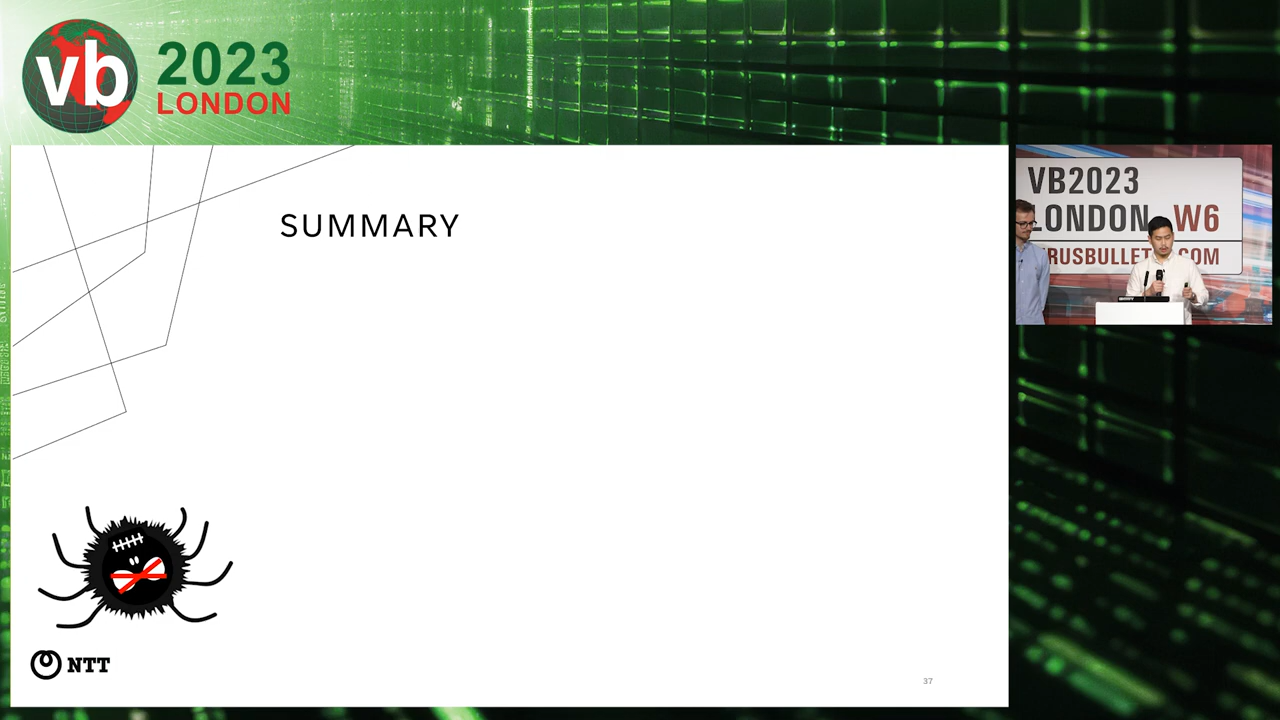 vb 2023
LONDON
SUMMARY
NTT
37
VB2023
LONDON W6
RUSBULLET COM